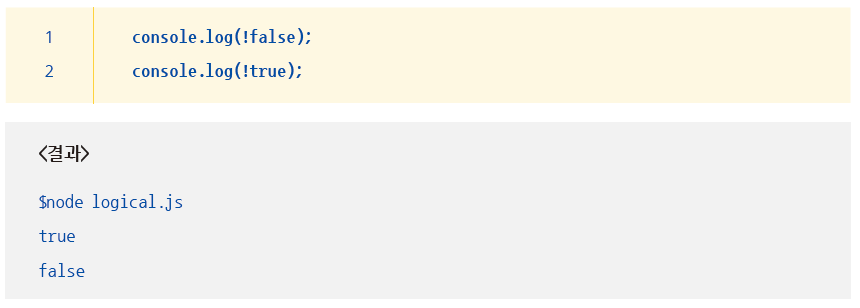 1 console.log(!false);
2 console.log(!true);
<결과>
$node logical.js
true
false